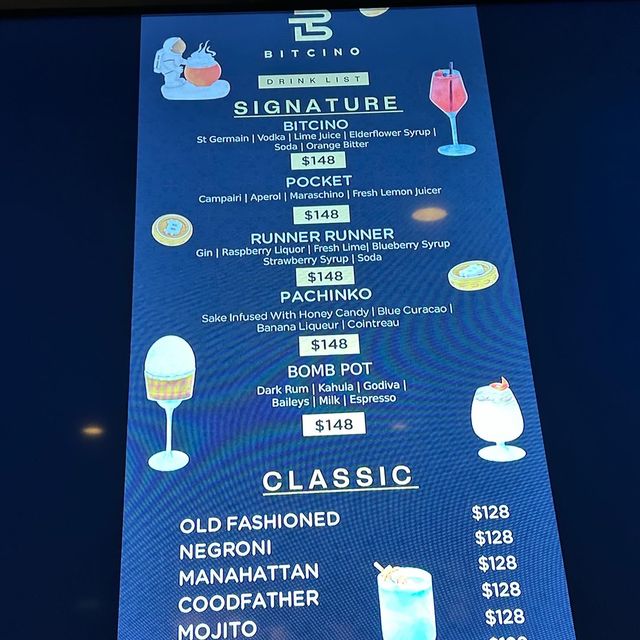 BITCINO
DRINK LIST
SIGNATURE
BITCINO
St Germain | Vodka | Lime Juice | Elderflower Syrup |
Soda | Orange Bitter
$148
POCKET
Campairi | Aperol | Maraschino | Fresh Lemon Juicer
$148
RUNNER RUNNER
Gin | Raspberry Liquor | Fresh Lime| Blueberry Syrup
Strawberry Syrup | Soda
$148
PACHINKO
Sake Infused With Honey Candy | Blue Curacao |
Banana Liqueur | Cointreau
$148
BOMB POT
Dark Rum | Kahula | Godiva |
Baileys | Milk | Espresso
$148
CLASSIC
OLD FASHIONED $128
NEGRONI $128
MANAHATTAN $128
COODFATHER $128
MOJITO $128